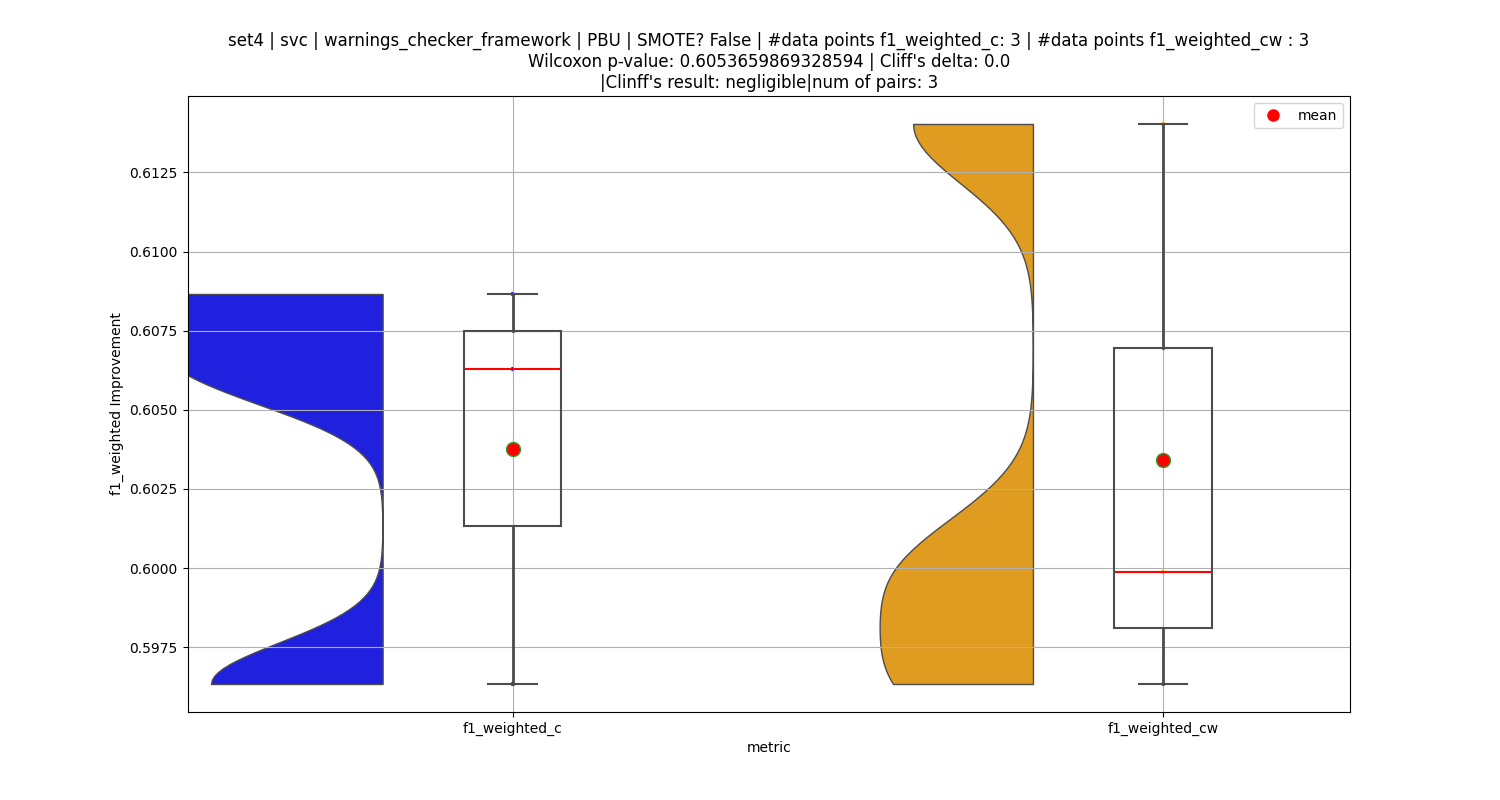 set4 | svc | warnings_checker_framework | PBU | SMOTE? False | #data points f1_weighted_c: 3 | #data points f1_weighted_cw : 3
Wilcoxon p-value: 0.6053659869328594 | Cliff's delta: 0.0
|Clinff's result: negligible|num of pairs: 3
mean
0.6125
0.6100
0.6075
0.6050
0.6025
0.6000
0.5975
f1_weighted Improvement
f1_weighted_c
f1_weighted_cw
metric